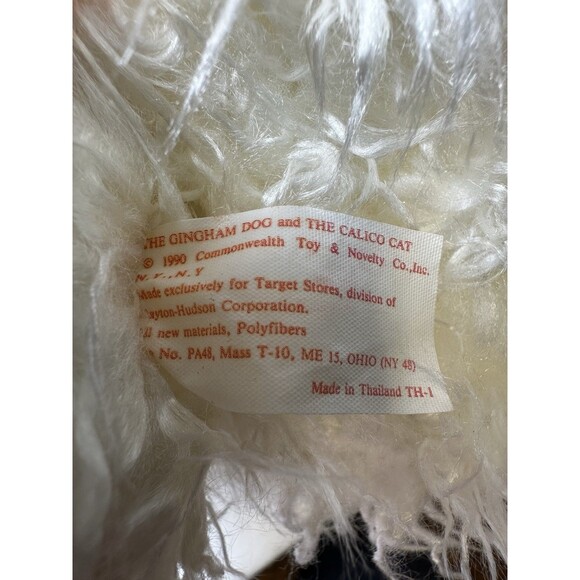 THE GINGHAM DOG and THE CALICO CAT
© 1990 Commonwealth Toy & Novelty Co.,Inc.
N.Y., N.Y
Made exclusively for Target Stores, division of
ayton-Hudson Corporation.
new materials, Polyfibers
No. PA48, Mass T-10, ME 15, OHIO (NY 48)
Made in Thailand TH-1